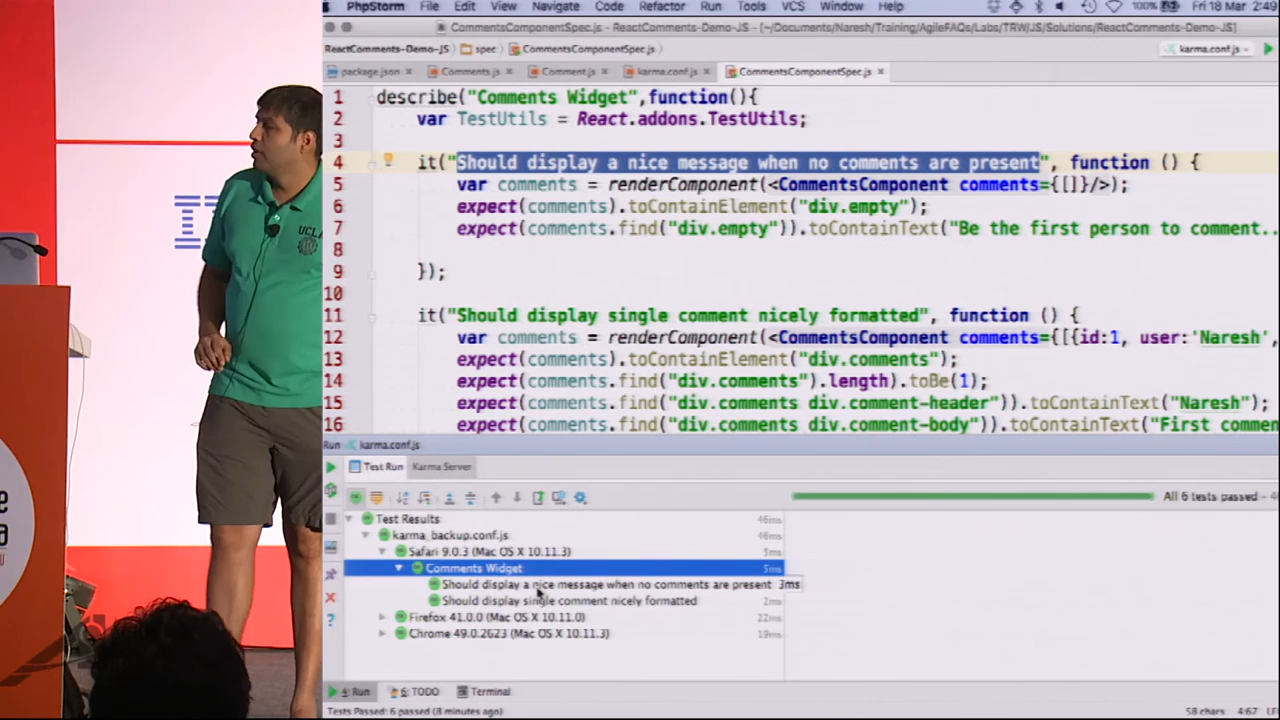 PhpStorm File Edit View Navigate Code Refactor Run Tools VCS Window Help 100% Fri 18 Mar 2:49
CommentsComponentSpec.js - ReactComments-Demo-JS - [~/Documents/Naresh/Training/AgileFAQs/Labs/TRW/JS/Solutions/ReactComments-Demo-JS]
ReactComments-Demo-JS spec CommentsComponentSpec.js karma.conf.js
package.json Comments.js Comment.js karma.conf.js CommentsComponentSpec.js
1 describe("Comments Widget",function(){
2 var TestUtils = React.addons.TestUtils;
3
4 it("Should display a nice message when no comments are present", function () {
5 var comments = renderComponent(<CommentsComponent comments={[]}/>);
6 expect(comments).toContainElement("div.empty");
7 expect(comments.find("div.empty")).toContainText("Be the first person to comment..
8
9 });
10
11 it("Should display single comment nicely formatted", function () {
12 var comments = renderComponent(<CommentsComponent comments={[{id:1, user:'Naresh',
13 expect(comments).toContainElement("div.comments");
14 expect(comments.find("div.comments").length).toBe(1);
15 expect(comments.find("div.comments div.comment-header")).toContainText("Naresh");
16 expect(comments.find("div.comments div.comment-body")).toContainText("First commen
Run karma.conf.js
Test Run Karma Server
All 6 tests passed – 4
Test Results 46ms
karma_backup.conf.js 46ms
Safari 9.0.3 (Mac OS X 10.11.3) 5ms
Comments Widget 5ms
Should display a nice message when no comments are present 3ms
Should display single comment nicely formatted 2ms
Firefox 41.0.0 (Mac OS X 10.11.0) 22ms
Chrome 49.0.2623 (Mac OS X 10.11.3) 19ms
4: Run 6: TODO Terminal
Tests Passed: 6 passed (8 minutes ago) 58 chars 4:67
UCLA